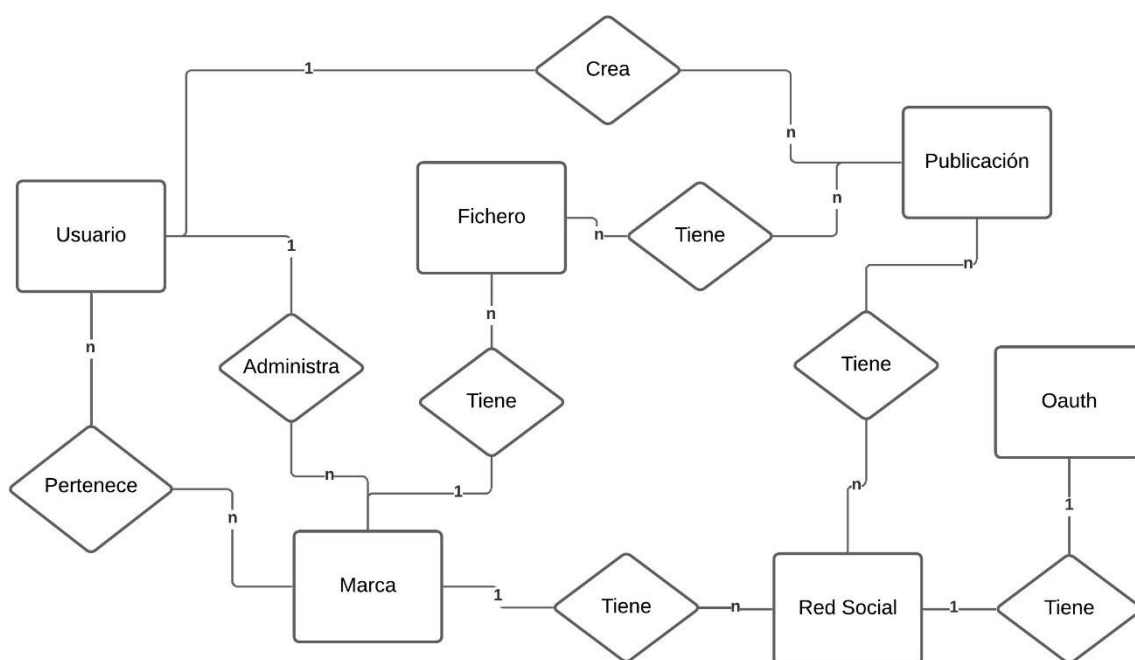 1
Crea
n
Publicación
Usuario
Fichero
n
Tiene
n
1
n
n
n
Administra
Tiene
Tiene
Oauth
Pertenece
n
1
n
n
1
n
Marca
1
Tiene
n
Red Social
1
Tiene